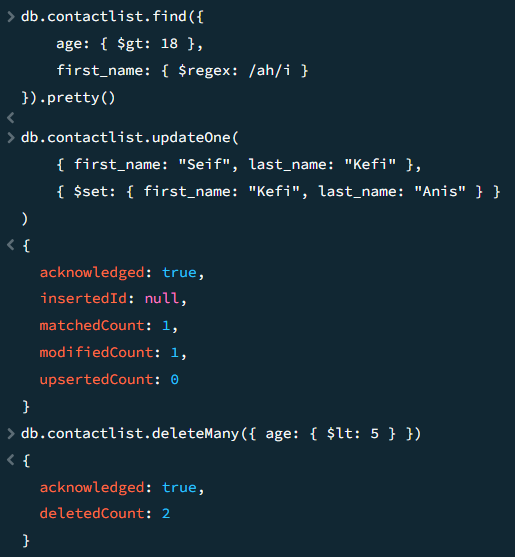 > db.contactlist.find({
age: { $gt: 18 },
first_name: { $regex: /ah/i }
}).pretty()
<
> db.contactlist.updateOne(
{ first_name: "Seif", last_name: "Kefi" },
{ $set: { first_name: "Kefi", last_name: "Anis" } }
)
< {
acknowledged: true,
insertedId: null,
matchedCount: 1,
modifiedCount: 1,
upsertedCount: 0
}
> db.contactlist.deleteMany({ age: { $lt: 5 } })
< {
acknowledged: true,
deletedCount: 2
}